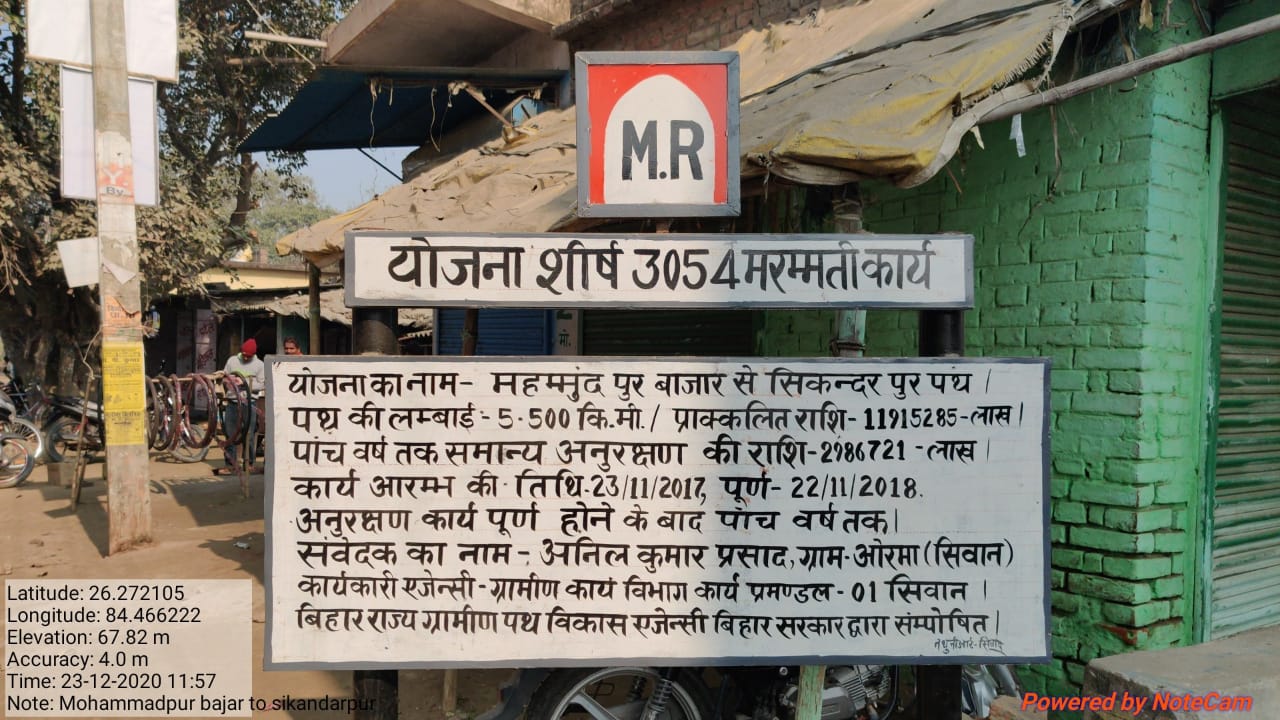 By
M.R
योजना शीर्ष 3054 मरम्मती कार्य
योजना का नाम - महम्मुद पुर बाजार से सिकन्दर पुर पथ ।
पथ की लम्बाई - 5.500 कि.मी. / प्राक्कलित राशि - 11915285 - लाख ।
पांच वर्ष तक समान्य अनुरक्षण की राशि - 2986721 - लाख ।
कार्य आरम्भ की तिथि. 23/11/2017, पूर्ण - 22/11/2018.
अनुरक्षण कार्य पूर्ण होने के बाद पांच वर्ष तक ।
संवेदक का नाम - अनिल कुमार प्रसाद, ग्राम - ओरमा (सिवान)
कार्यकारी एजेन्सी - ग्रामीण कार्य विभाग कार्य प्रमण्डल - 01 सिवान ।
बिहार राज्य ग्रामीण पथ विकास एजेन्सी बिहार सरकार द्वारा संम्पोषित ।
Latitude: 26.272105
Longitude: 84.466222
Elevation: 67.82 m
Accuracy: 4.0 m
Time: 23-12-2020 11:57
Note: Mohammadpur bajar to sikandarpur
Powered by NoteCam